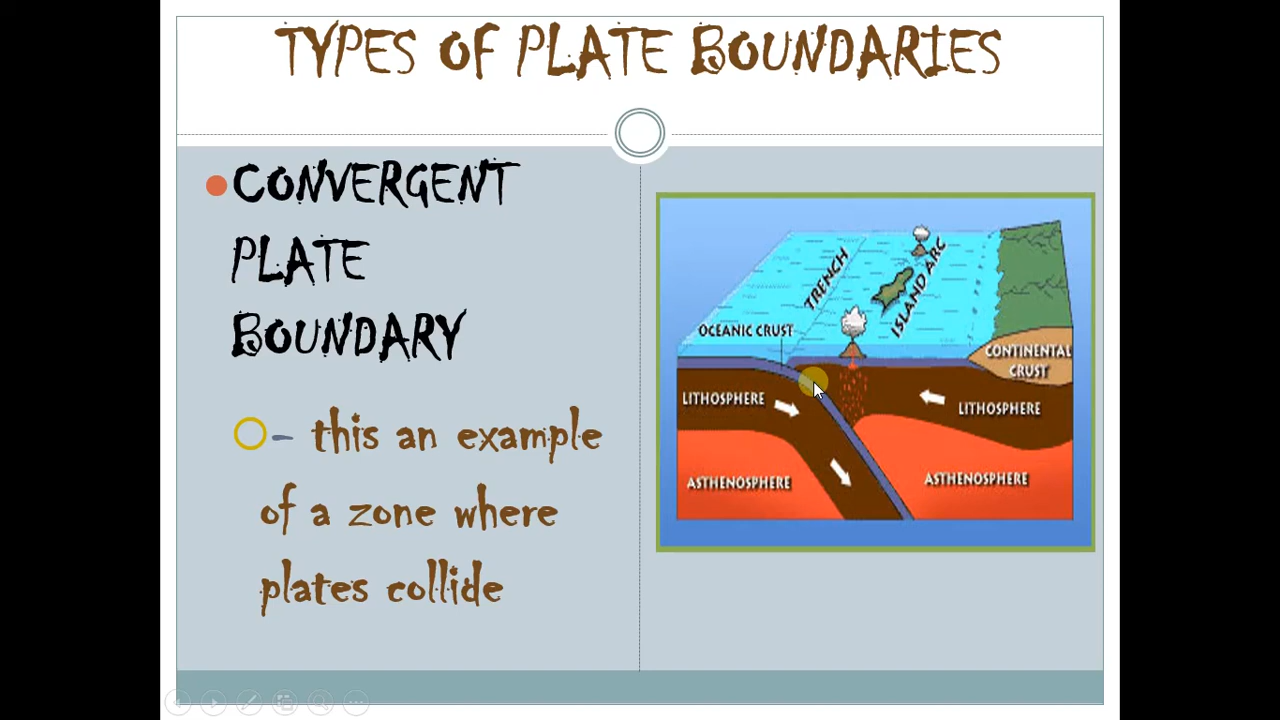 TYPES OF PLATE BOUNDARIES
CONVERGENT
PLATE
BOUNDARY
– this an example
of a zone where
plates collide
TRENCH
ISLAND ARC
OCEANIC CRUST
CONTINENTAL
CRUST
LITHOSPHERE
LITHOSPHERE
ASTHENOSPHERE
ASTHENOSPHERE